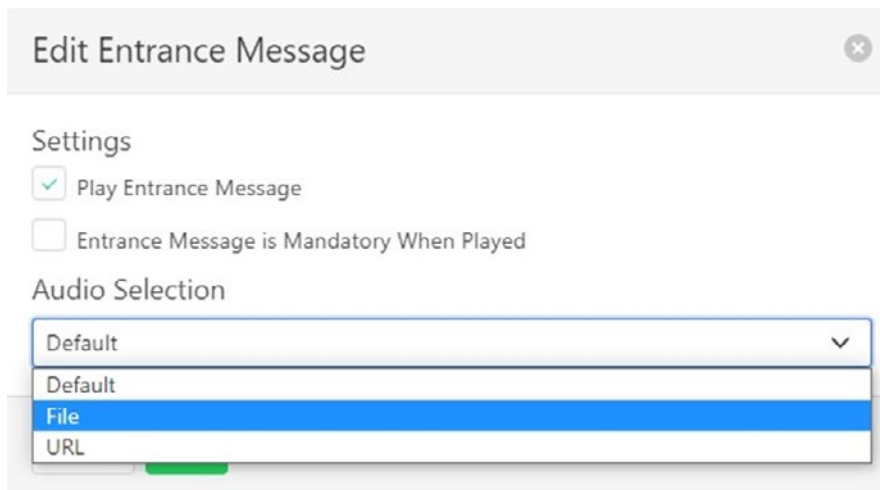 Edit Entrance Message
Settings
Play Entrance Message
Entrance Message is Mandatory When Played
Audio Selection
Default
Default
File
URL